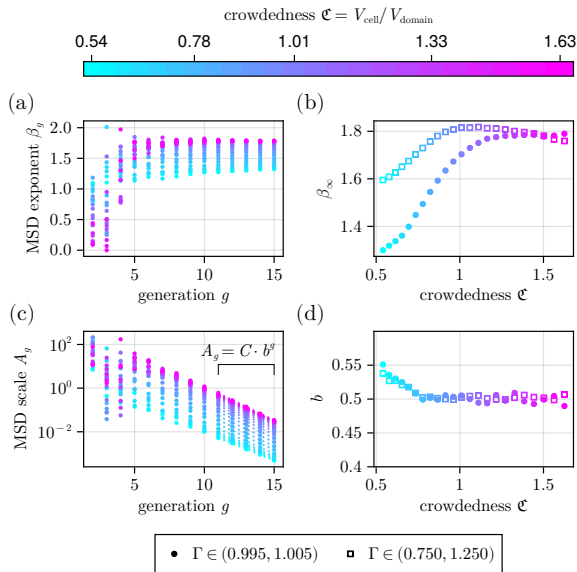 crowdedness ℭ = V_cell / V_domain
0.54 0.78 1.01 1.33 1.63
(a)
MSD exponent β_g
2.0
1.5
1.0
0.5
0.0
5 10 15
generation g
(b)
β_∞
1.8
1.6
1.4
0.5 1 1.5
crowdedness ℭ
(c)
MSD scale A_g
10^2
10^0
10^−2
A_g = C · b^g
5 10 15
generation g
(d)
b
0.55
0.5
0.45
0.4
0.5 1 1.5
crowdedness ℭ
Γ ∈ (0.995, 1.005) Γ ∈ (0.750, 1.250)